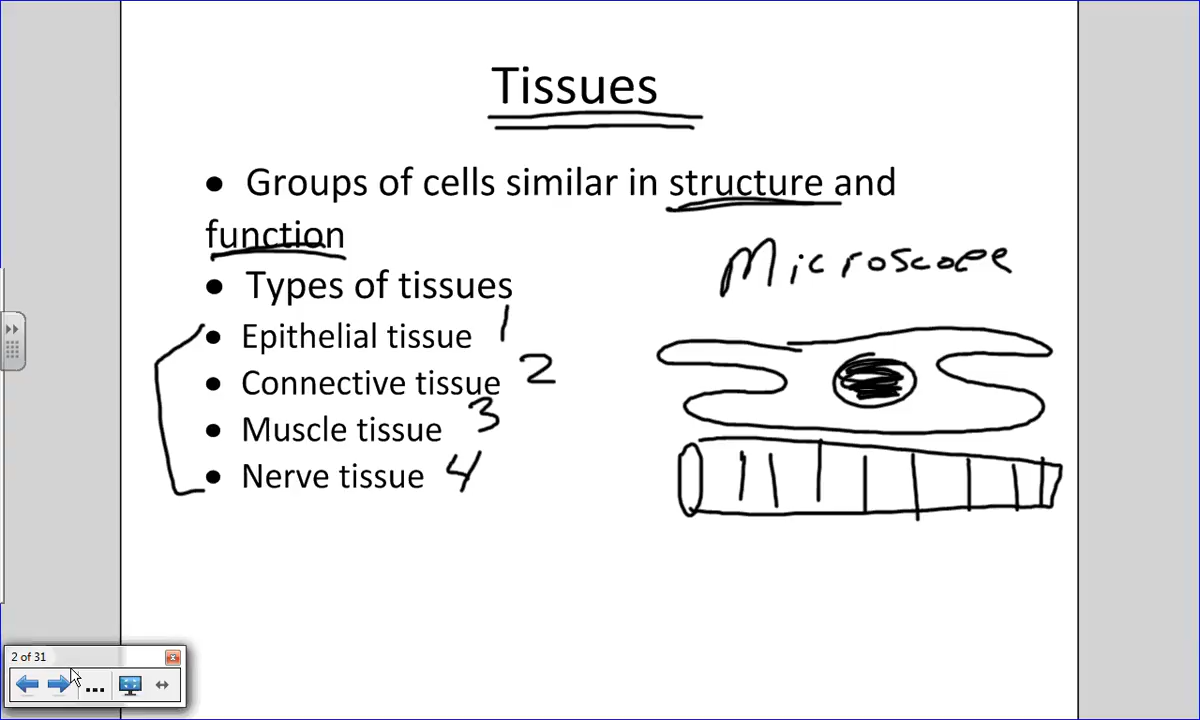 Tissues
• Groups of cells similar in structure and
function
Microscope
• Types of tissues
• Epithelial tissue 1
• Connective tissue 2
• Muscle tissue 3
• Nerve tissue 4
2 of 31
...